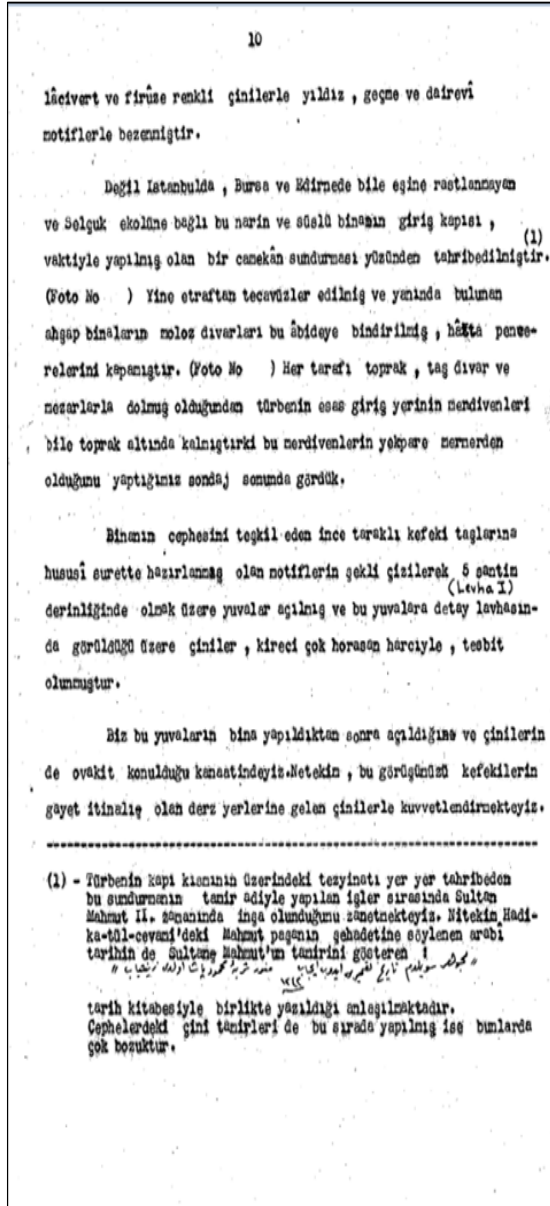 10
lâcivert ve firûze renkli çinilerle yıldız , geçme ve dairevî
motiflerle bezenmiştir.
Değil Istanbulda , Bursa ve Edirnede bile eşine rastlanmayan
ve Selçuk ekolüne bağlı bu narin ve süslü binanın giriş kapısı ,
(1)
vaktiyle yapılmış olan bir camekân sundurması yüzünden tahribedilmiştir.
(Foto No ) Yine etraftan tecavüzler edilmiş ve yanında bulunan
ahşap binaların moloz dıvarları bu âbideye bindirilmiş , hâtta pence-
relerini kapamıştır. (Foto No ) Her tarafı toprak , taş dıvar ve
mezarlarla dolmuş olduğundan türbenin esas giriş yerinin merdivenleri
bile toprak altında kalmıştırki bu merdivenlerin yekpare mermerden
olduğunu yaptığımız sondaj sonunda gördük.
Binanın cephesini teşkil eden ince taraklı kefeki taşlarına
hususî surette hazırlanmış olan motiflerin şekli çizilerek 5 santim
(Levha I)
derinliğinde olmak üzere yuvalar açılmış ve bu yuvalara detay lavhasın-
da görüldüğü üzere çiniler , kireci çok horasan harciyle , tesbit
olunmuştur.
Biz bu yuvaların bina yapıldıktan sonra açıldığına ve çinilerin
de ovakit konulduğu kanaatindeyiz.Netekin , bu görüşümüzü kefekilerin
gayet itinalış olan derz yerlerine gelen çinilerle kuvvetlendirmekteyiz.
(1) - Türbenin kapı kısmının üzerindeki tezyinatı yer yer tahribeden
bu sundurmanın tamir adiyle yapılan işler sırasında Sultan
Mahmut II. zamanında inşa olunduğunu zanetmekteyiz. Nitekim Hadi-
ka-tül-cevami'deki Mahmut paşanın şehadetine söylenen arabî
tarihin de Sultanı Mahmut'un tamirini gösteren
tarih kitabesiyle birlikte yazıldığı anlaşılmaktadır.
Cephelerdeki çini tamirleri de bu sırada yapılmış ise bunlarda
çok bozuktur.